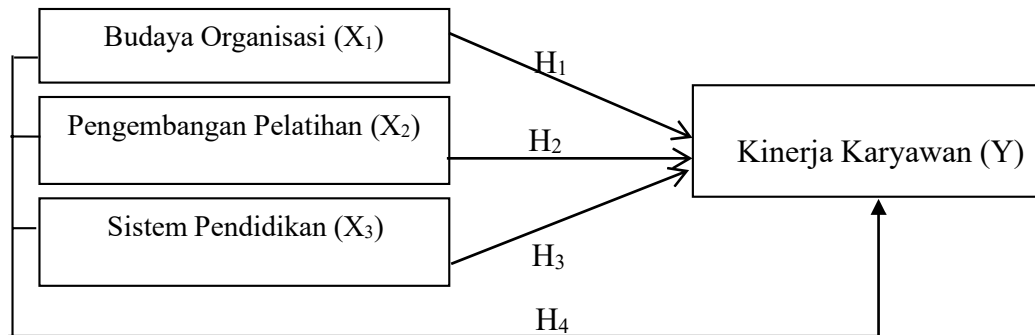 Budaya Organisasi (X₁)
H₁
Pengembangan Pelatihan (X₂)
H₂
Kinerja Karyawan (Y)
Sistem Pendidikan (X₃)
H₃
H₄